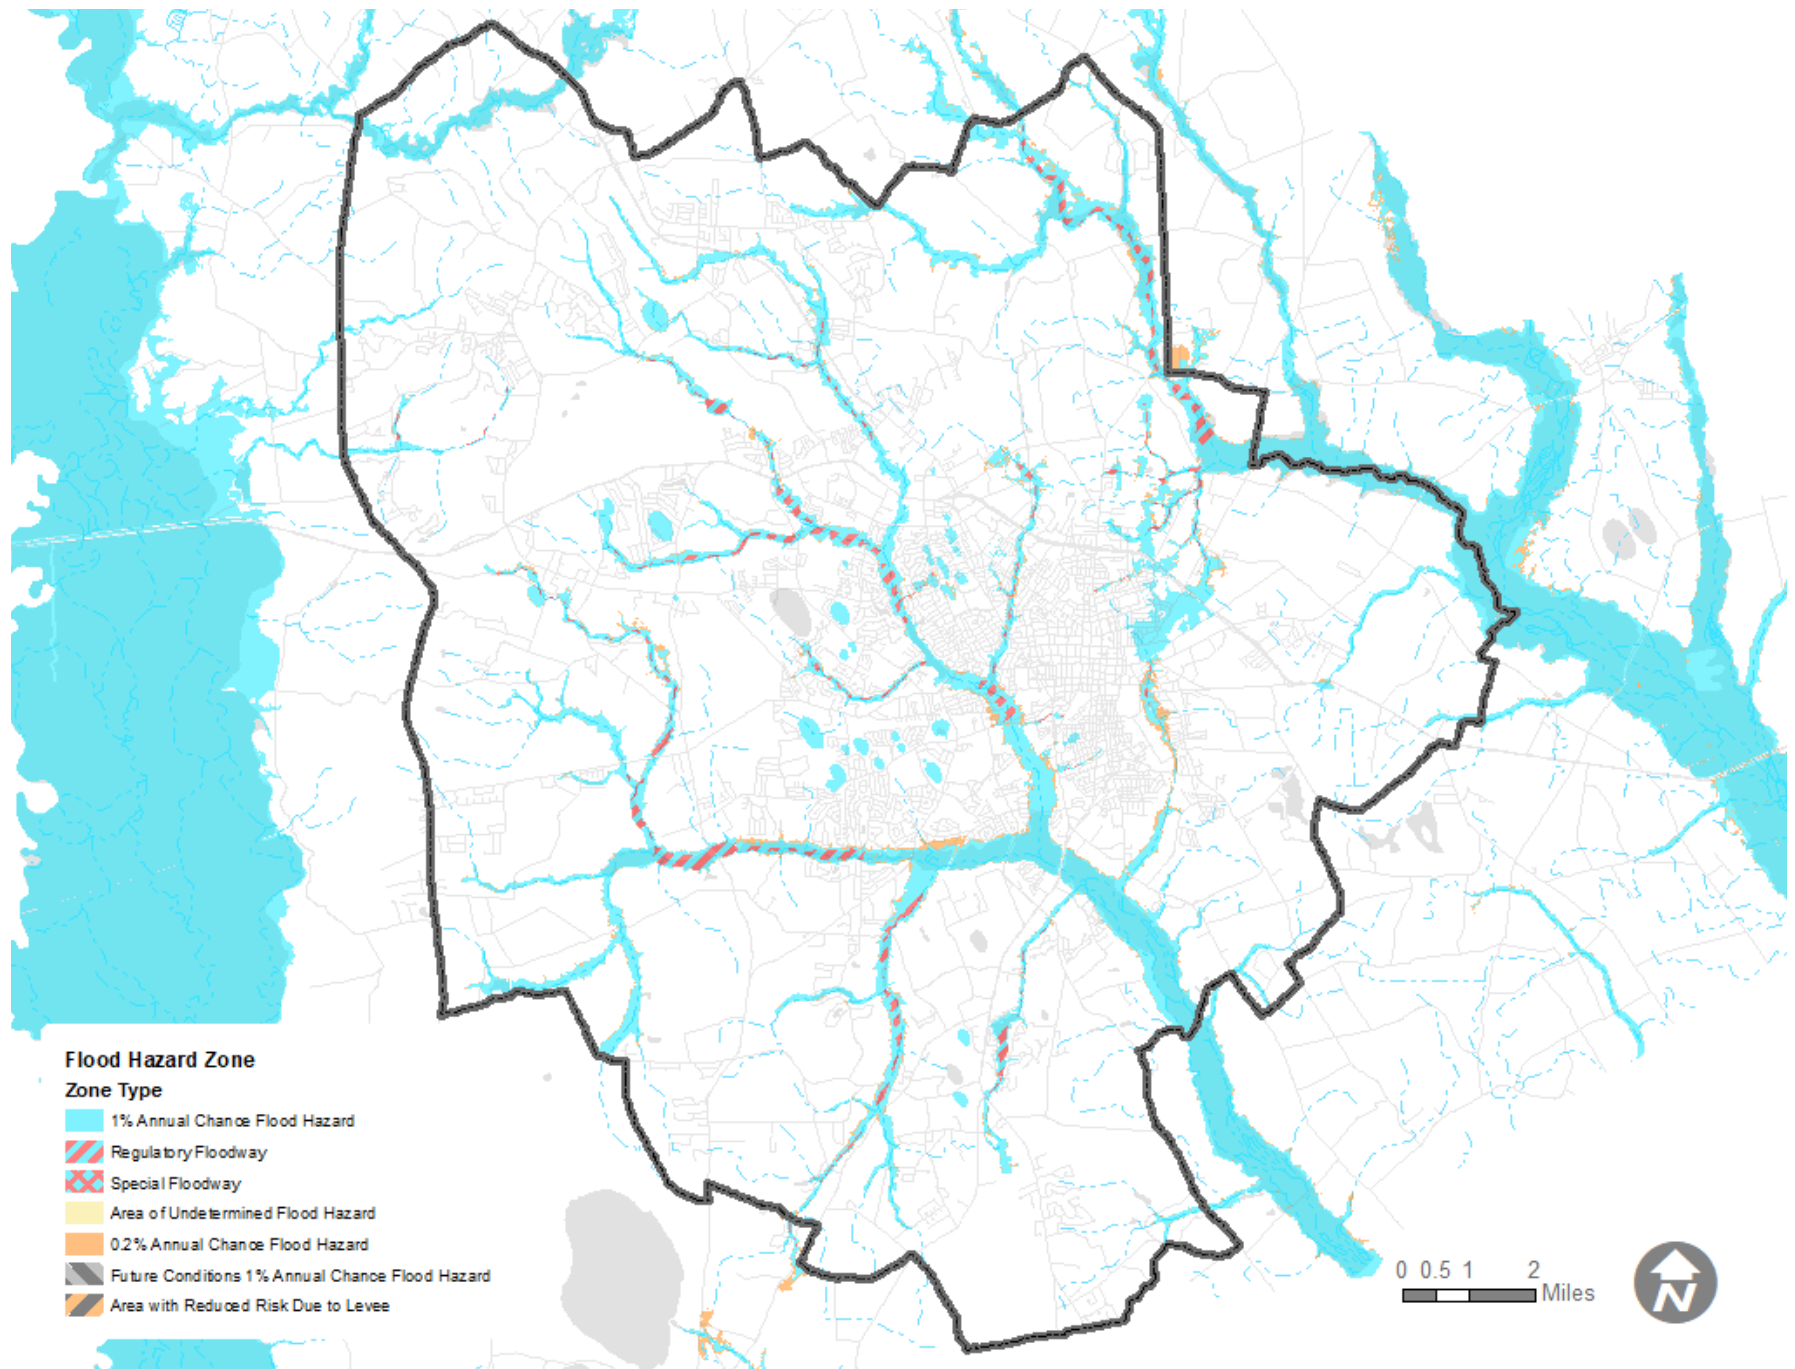 Flood Hazard Zone
Zone Type
1% Annual Chance Flood Hazard
Regulatory Floodway
Special Floodway
Area of Undetermined Flood Hazard
0.2% Annual Chance Flood Hazard
Future Conditions 1% Annual Chance Flood Hazard
Area with Reduced Risk Due to Levee
0 0.5 1 2
Miles
N